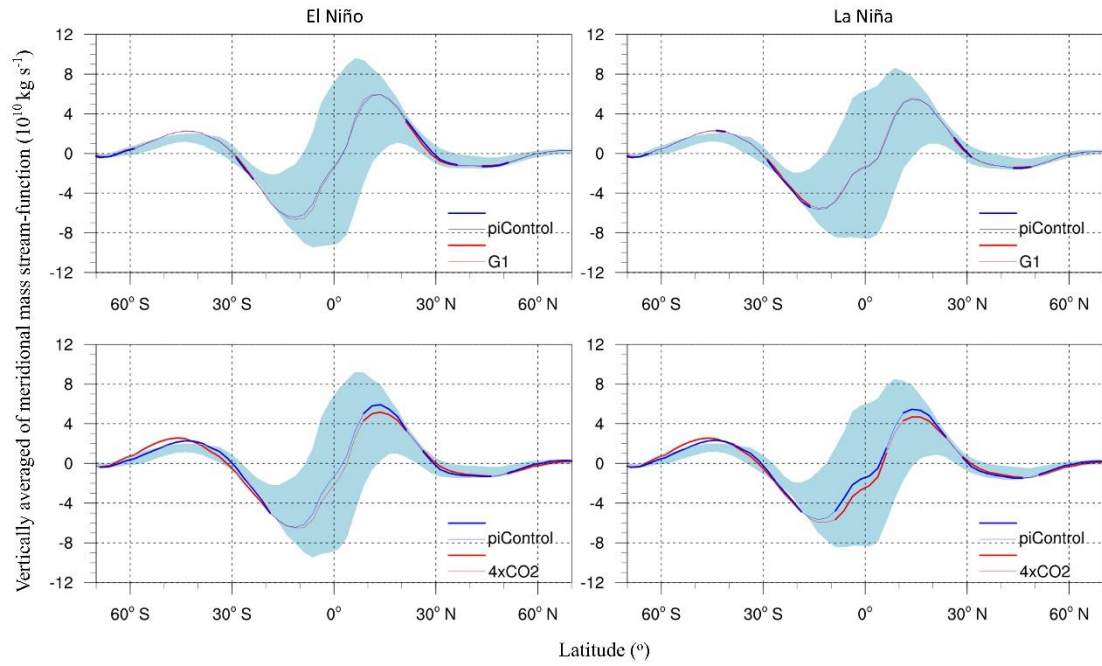 El Niño
La Niña
Vertically averaged of meridional mass stream-function (10¹⁰ kg s⁻¹)
12
8
4
0
-4
-8
-12
piControl
G1
60° S 30° S 0° 30° N 60° N
12
8
4
0
-4
-8
-12
piControl
G1
60° S 30° S 0° 30° N 60° N
12
8
4
0
-4
-8
-12
piControl
4xCO2
60° S 30° S 0° 30° N 60° N
12
8
4
0
-4
-8
-12
piControl
4xCO2
60° S 30° S 0° 30° N 60° N
Latitude (°)